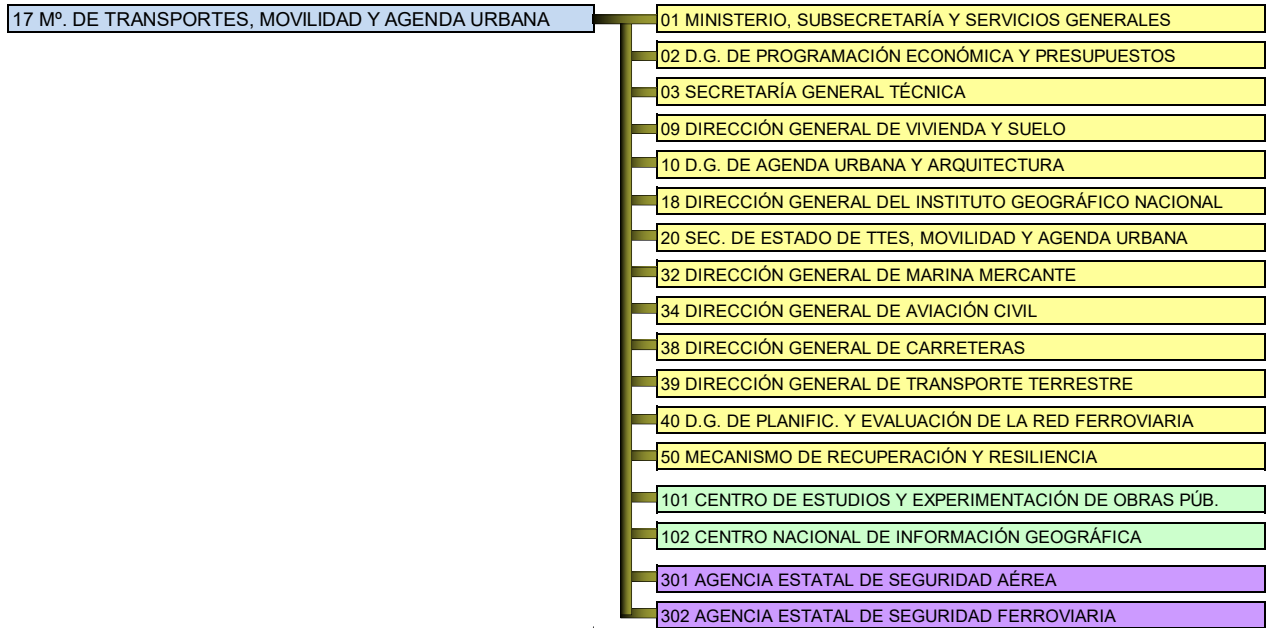 17 Mº. DE TRANSPORTES, MOVILIDAD Y AGENDA URBANA
01 MINISTERIO, SUBSECRETARÍA Y SERVICIOS GENERALES
02 D.G. DE PROGRAMACIÓN ECONÓMICA Y PRESUPUESTOS
03 SECRETARÍA GENERAL TÉCNICA
09 DIRECCIÓN GENERAL DE VIVIENDA Y SUELO
10 D.G. DE AGENDA URBANA Y ARQUITECTURA
18 DIRECCIÓN GENERAL DEL INSTITUTO GEOGRÁFICO NACIONAL
20 SEC. DE ESTADO DE TTES, MOVILIDAD Y AGENDA URBANA
32 DIRECCIÓN GENERAL DE MARINA MERCANTE
34 DIRECCIÓN GENERAL DE AVIACIÓN CIVIL
38 DIRECCIÓN GENERAL DE CARRETERAS
39 DIRECCIÓN GENERAL DE TRANSPORTE TERRESTRE
40 D.G. DE PLANIFIC. Y EVALUACIÓN DE LA RED FERROVIARIA
50 MECANISMO DE RECUPERACIÓN Y RESILIENCIA
101 CENTRO DE ESTUDIOS Y EXPERIMENTACIÓN DE OBRAS PÚB.
102 CENTRO NACIONAL DE INFORMACIÓN GEOGRÁFICA
301 AGENCIA ESTATAL DE SEGURIDAD AÉREA
302 AGENCIA ESTATAL DE SEGURIDAD FERROVIARIA